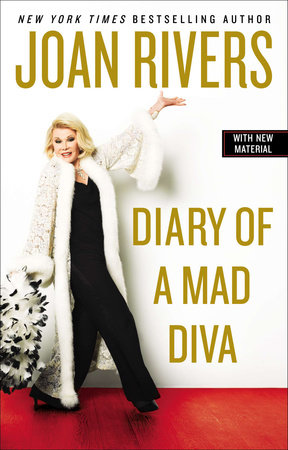 NEW YORK TIMES BESTSELLING AUTHOR
JOAN RIVERS
WITH NEW
MATERIAL
DIARY OF
A MAD
DIVA